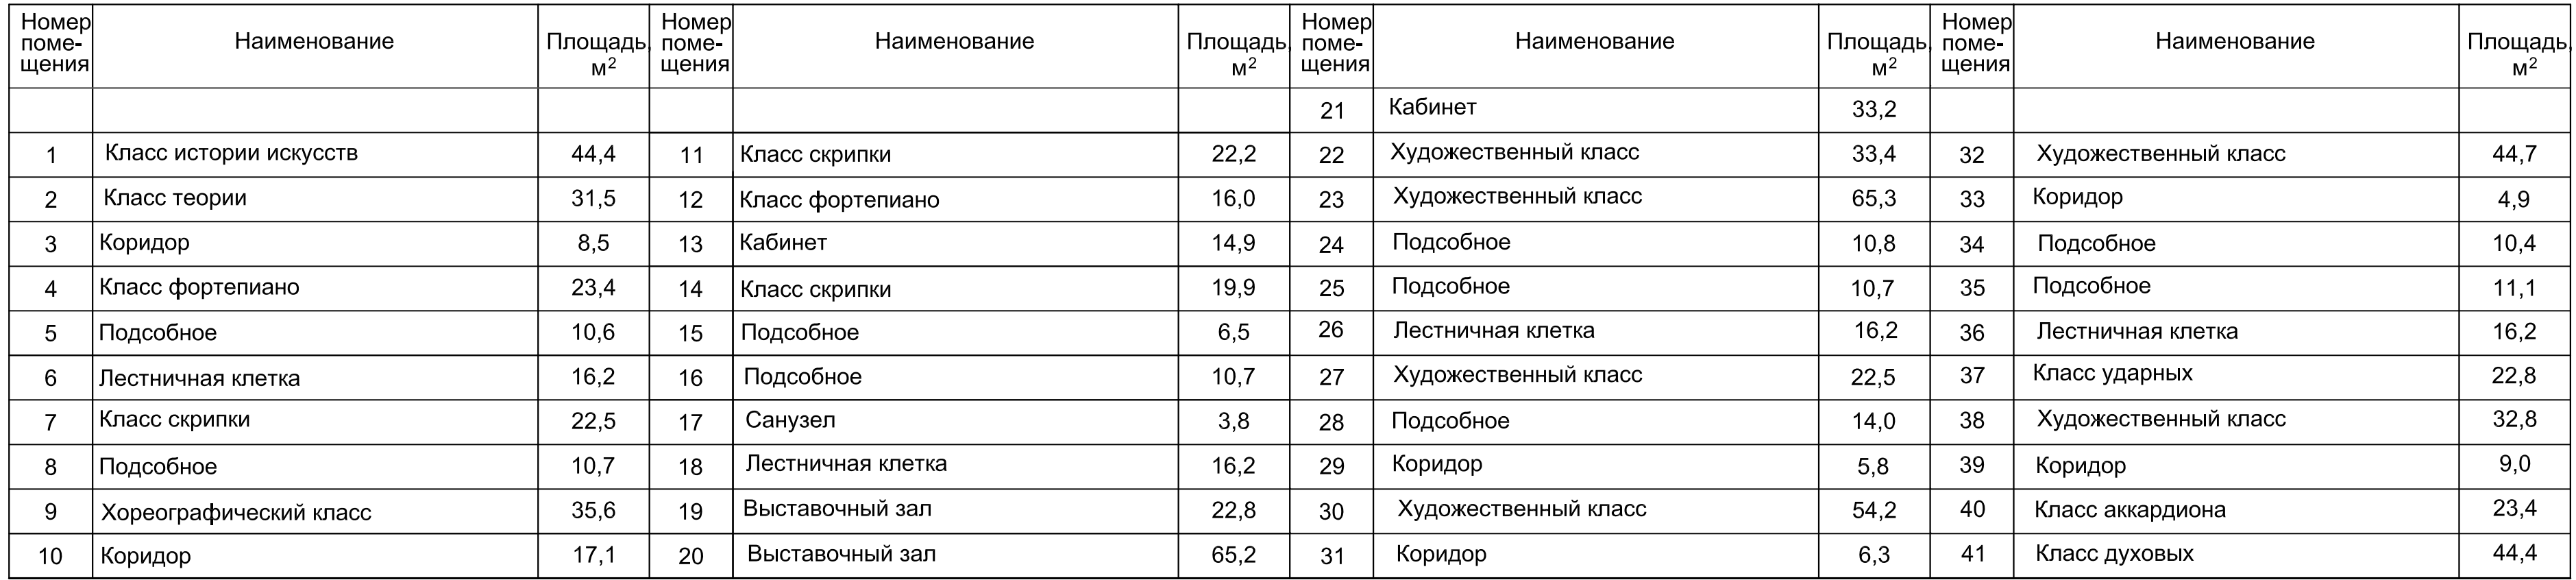 Номер поме- щения Наименование Площадь, м2 Номер поме- щения Наименование Площадь, м2 Номер поме- щения Наименование Площадь, м2 Номер поме- щения Наименование Площадь, м2
21 Кабинет 33,2
1 Класс истории искусств 44,4 11 Класс скрипки 22,2 22 Художественный класс 33,4 32 Художественный класс 44,7
2 Класс теории 31,5 12 Класс фортепиано 16,0 23 Художественный класс 65,3 33 Коридор 4,9
3 Коридор 8,5 13 Кабинет 14,9 24 Подсобное 10,8 34 Подсобное 10,4
4 Класс фортепиано 23,4 14 Класс скрипки 19,9 25 Подсобное 10,7 35 Подсобное 11,1
5 Подсобное 10,6 15 Подсобное 6,5 26 Лестничная клетка 16,2 36 Лестничная клетка 16,2
6 Лестничная клетка 16,2 16 Подсобное 10,7 27 Художественный класс 22,5 37 Класс ударных 22,8
7 Класс скрипки 22,5 17 Санузел 3,8 28 Подсобное 14,0 38 Художественный класс 32,8
8 Подсобное 10,7 18 Лестничная клетка 16,2 29 Коридор 5,8 39 Коридор 9,0
9 Хореографический класс 35,6 19 Выставочный зал 22,8 30 Художественный класс 54,2 40 Класс аккардиона 23,4
10 Коридор 17,1 20 Выставочный зал 65,2 31 Коридор 6,3 41 Класс духовых 44,4